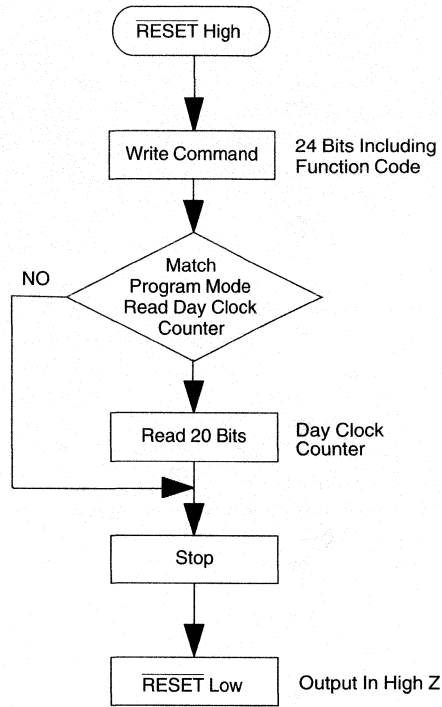 RESET High
Write Command
24 Bits Including
Function Code
Match
Program Mode
Read Day Clock
Counter
NO
Read 20 Bits
Day Clock
Counter
Stop
RESET Low
Output In High Z